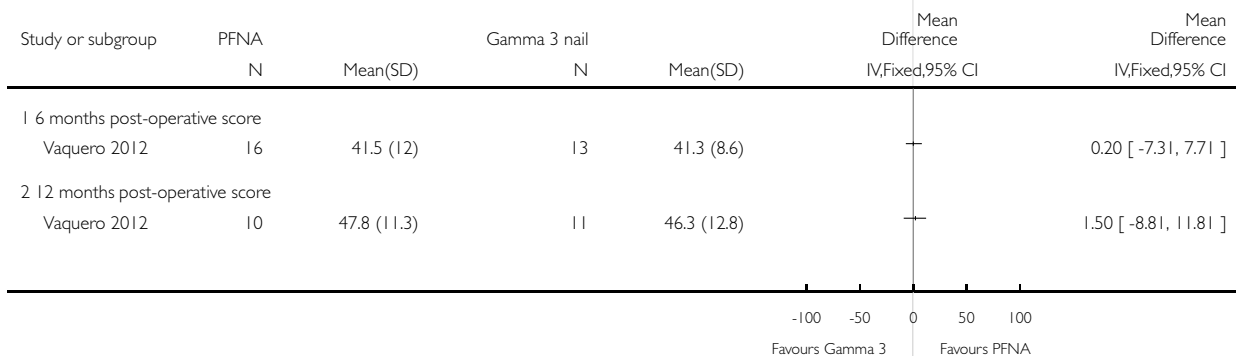 Study or subgroup PFNA Gamma 3 nail Mean Difference Mean Difference
N Mean(SD) N Mean(SD) IV,Fixed,95% CI IV,Fixed,95% CI
1 6 months post-operative score
Vaquero 2012 16 41.5 (12) 13 41.3 (8.6) 0.20 [ -7.31, 7.71 ]
2 12 months post-operative score
Vaquero 2012 10 47.8 (11.3) 11 46.3 (12.8) 1.50 [ -8.81, 11.81 ]
-100 -50 0 50 100
Favours Gamma 3 Favours PFNA